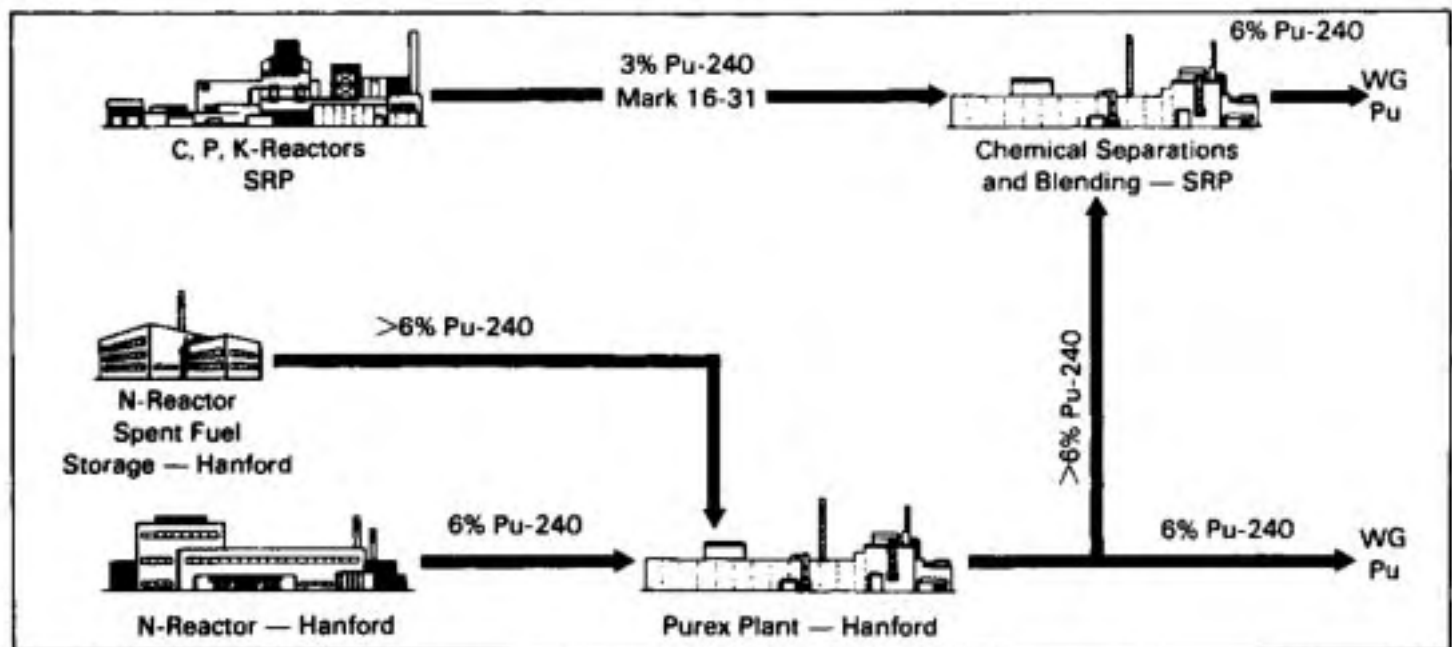 6% Pu-240
3% Pu-240
Mark 16-31
WG
Pu
C, P, K-Reactors
SRP
Chemical Separations
and Blending — SRP
>6% Pu-240
N-Reactor
Spent Fuel
Storage — Hanford
>6% Pu-240
6% Pu-240
6% Pu-240
WG
Pu
N-Reactor — Hanford
Purex Plant — Hanford